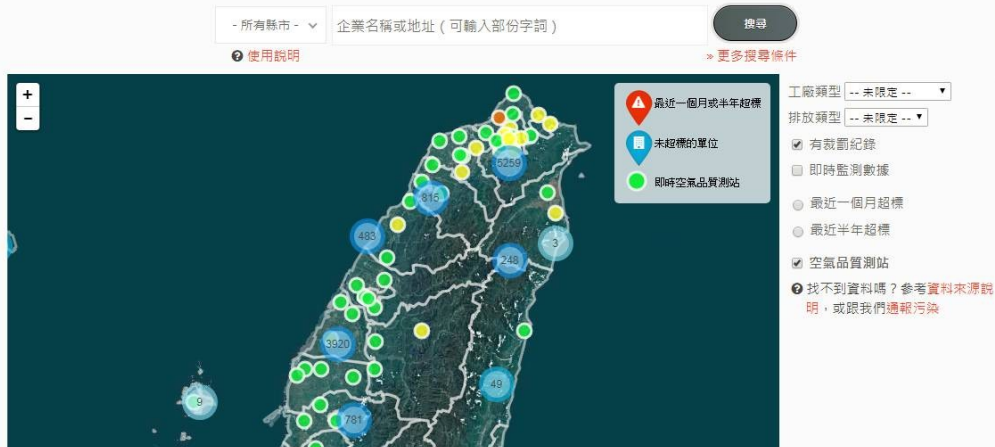 - 所有縣市 -
企業名稱或地址（可輸入部份字詞）
搜尋
使用說明
» 更多搜尋條件
+
−
最近一個月或半年超標
未超標的單位
即時空氣品質測站
5259
815
483
3
248
3920
49
9
781
工廠類型 -- 未限定 --
排放類型 -- 未限定 --
有裁罰紀錄
即時監測數據
最近一個月超標
最近半年超標
空氣品質測站
找不到資料嗎？參考資料來源說
明，或跟我們通報污染